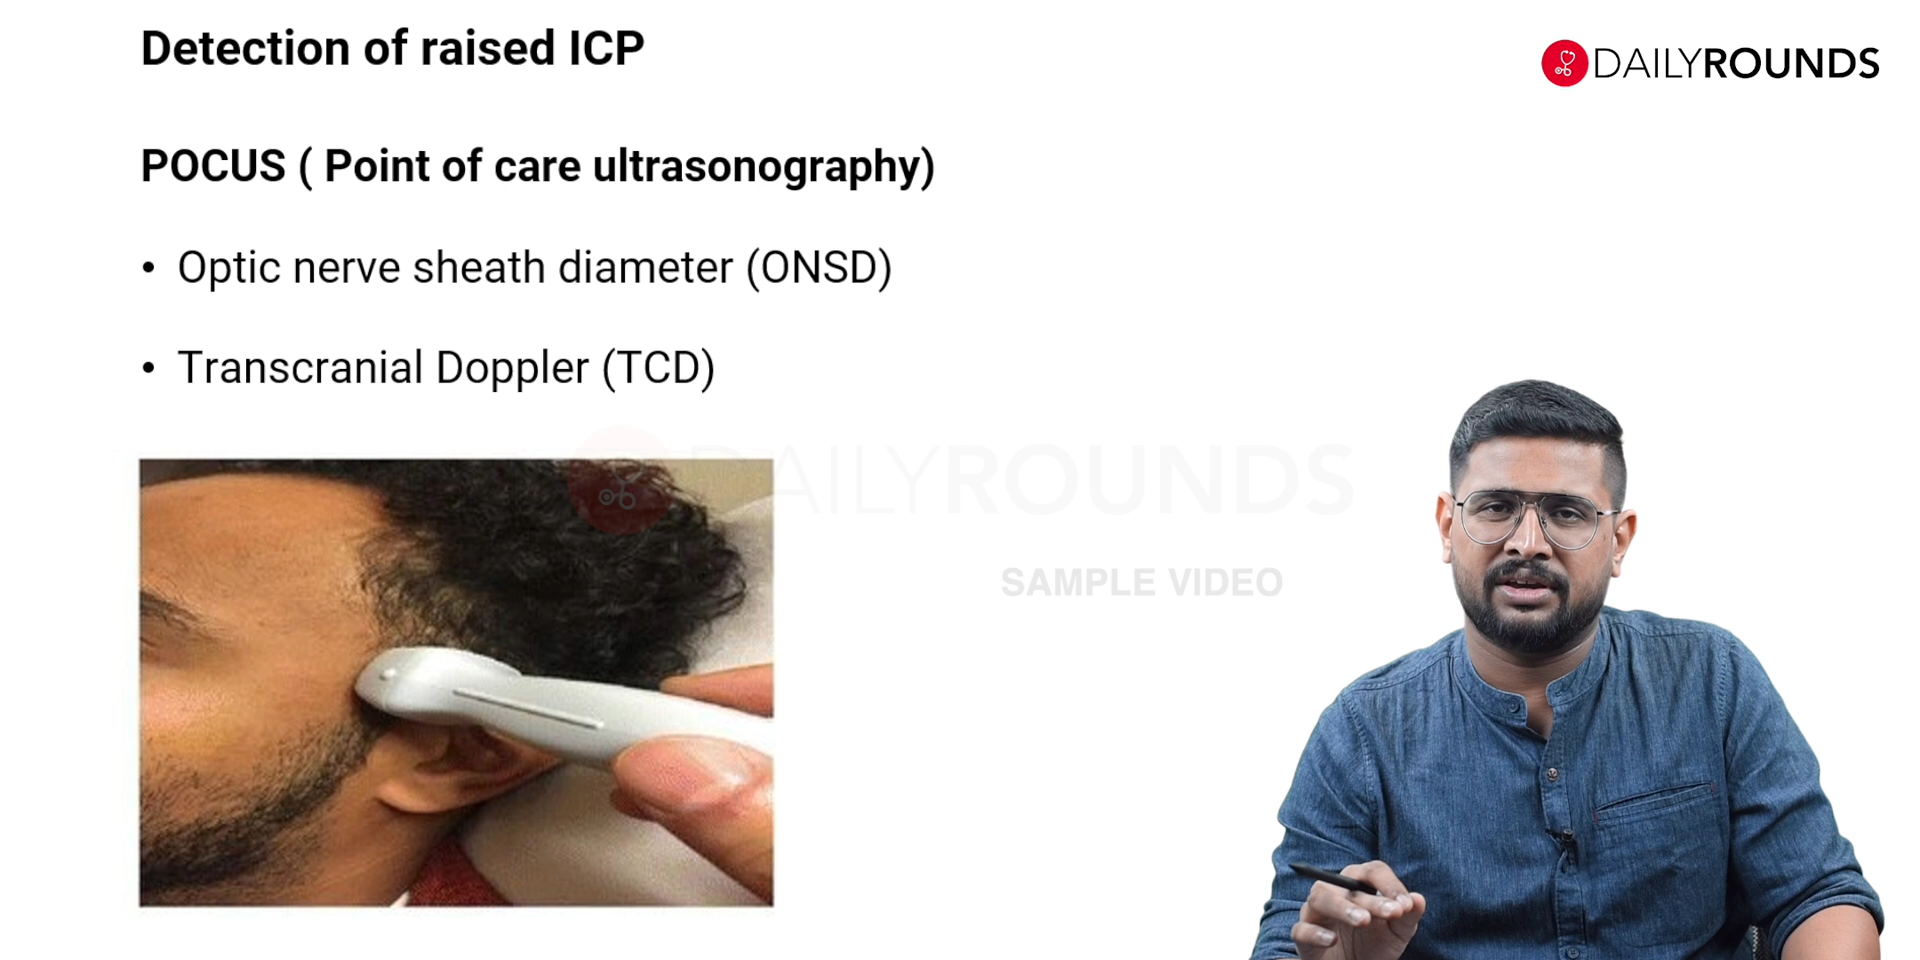 Detection of raised ICP
DAILYROUNDS
POCUS ( Point of care ultrasonography)
• Optic nerve sheath diameter (ONSD)
• Transcranial Doppler (TCD)
DAILYROUNDS
SAMPLE VIDEO